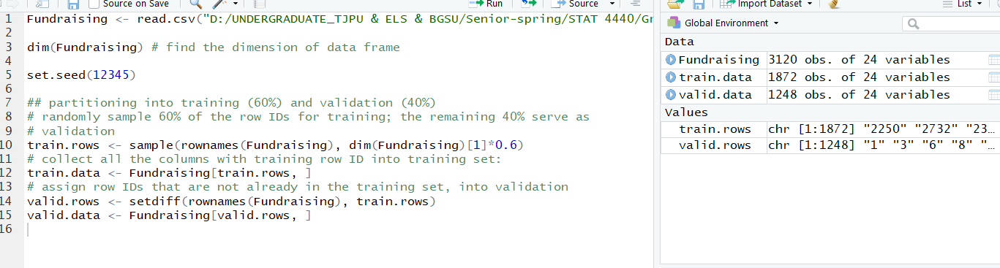 Source on Save
Run
Source
1 Fundraising <- read.csv("D:/UNDERGRADUATE_TJPU & ELS & BGSU/Senior-spring/STAT 4440/Gr
2
3 dim(Fundraising) # find the dimension of data frame
4
5 set.seed(12345)
6
7 ## partitioning into training (60%) and validation (40%)
8 # randomly sample 60% of the row IDs for training; the remaining 40% serve as
9 # validation
10 train.rows <- sample(rownames(Fundraising), dim(Fundraising)[1]*0.6)
11 # collect all the columns with training row ID into training set:
12 train.data <- Fundraising[train.rows, ]
13 # assign row IDs that are not already in the training set, into validation
14 valid.rows <- setdiff(rownames(Fundraising), train.rows)
15 valid.data <- Fundraising[valid.rows, ]
16
Import Dataset
List
Global Environment
Data
Fundraising 3120 obs. of 24 variables
train.data 1872 obs. of 24 variables
valid.data 1248 obs. of 24 variables
Values
train.rows chr [1:1872] "2250" "2732" "23…
valid.rows chr [1:1248] "1" "3" "6" "8" "…